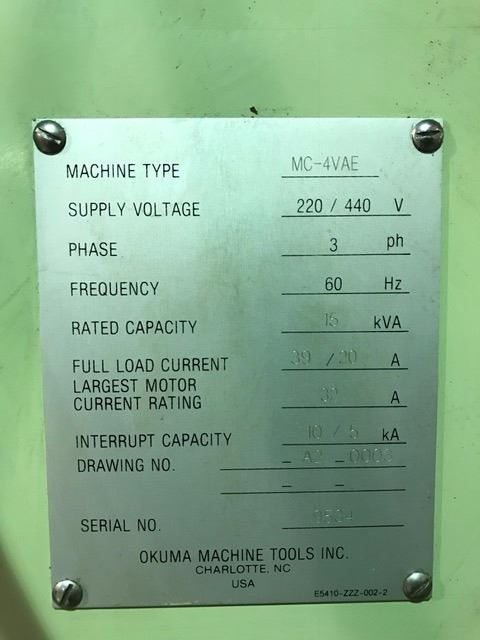 MACHINE TYPE MC-4VAE
SUPPLY VOLTAGE 220 / 440 V
PHASE 3 ph
FREQUENCY 60 Hz
RATED CAPACITY 15 kVA
FULL LOAD CURRENT 39 / 20 A
LARGEST MOTOR
CURRENT RATING A
INTERRUPT CAPACITY 10 / 5 kA
DRAWING NO. – A2 – 0003
– –
SERIAL NO.
OKUMA MACHINE TOOLS INC.
CHARLOTTE, NC
USA
E5410-ZZZ-002-2